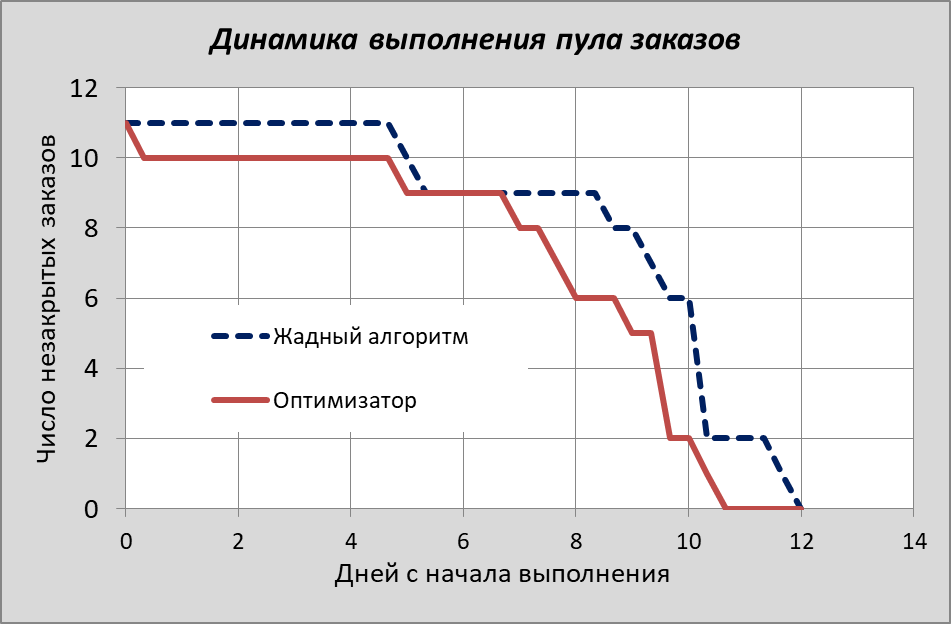 Динамика выполнения пула заказов
Число незакрытых заказов
12
10
8
6
4
2
0
Жадный алгоритм
Оптимизатор
0 2 4 6 8 10 12 14
Дней с начала выполнения